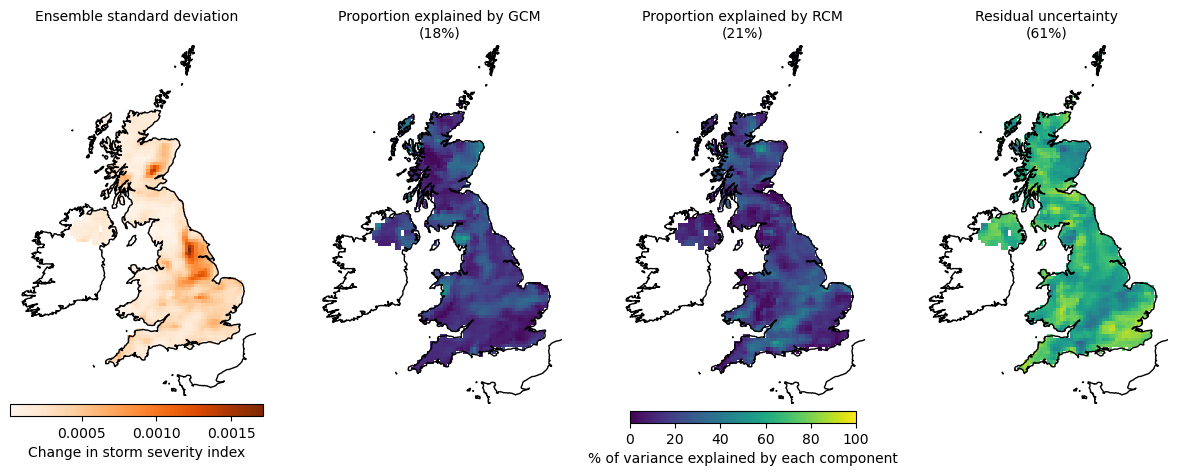 Ensemble standard deviation
Proportion explained by GCM
(18%)
Proportion explained by RCM
(21%)
Residual uncertainty
(61%)
0.0005 0.0010 0.0015
Change in storm severity index
0 20 40 60 80 100
% of variance explained by each component